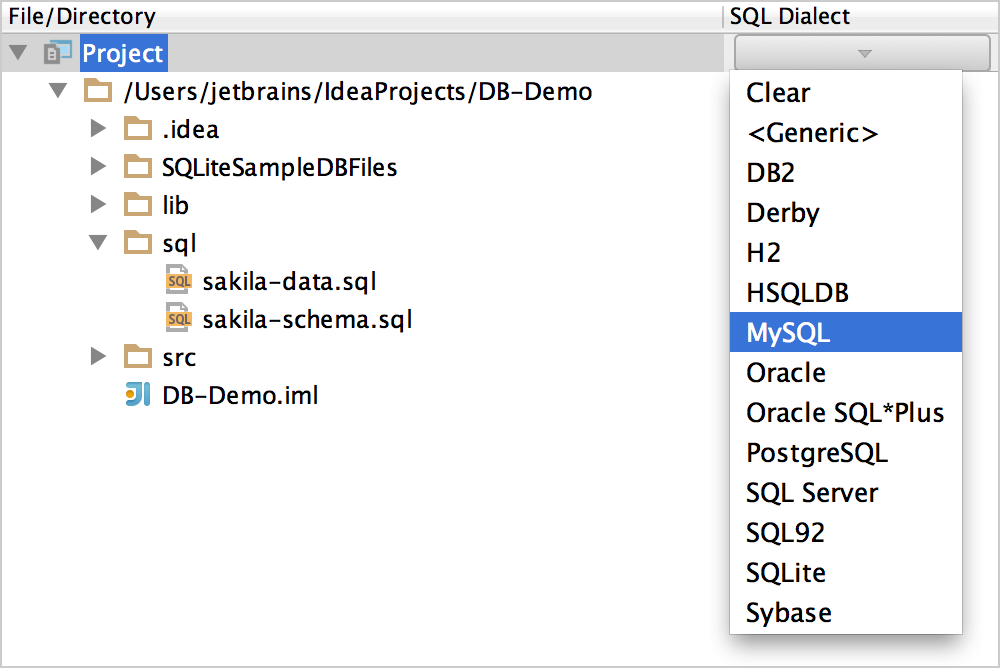 File/Directory
SQL Dialect
Project
/Users/jetbrains/IdeaProjects/DB-Demo
.idea
SQLiteSampleDBFiles
lib
sql
SQL sakila-data.sql
SQL sakila-schema.sql
src
DB-Demo.iml
Clear
<Generic>
DB2
Derby
H2
HSQLDB
MySQL
Oracle
Oracle SQL*Plus
PostgreSQL
SQL Server
SQL92
SQLite
Sybase